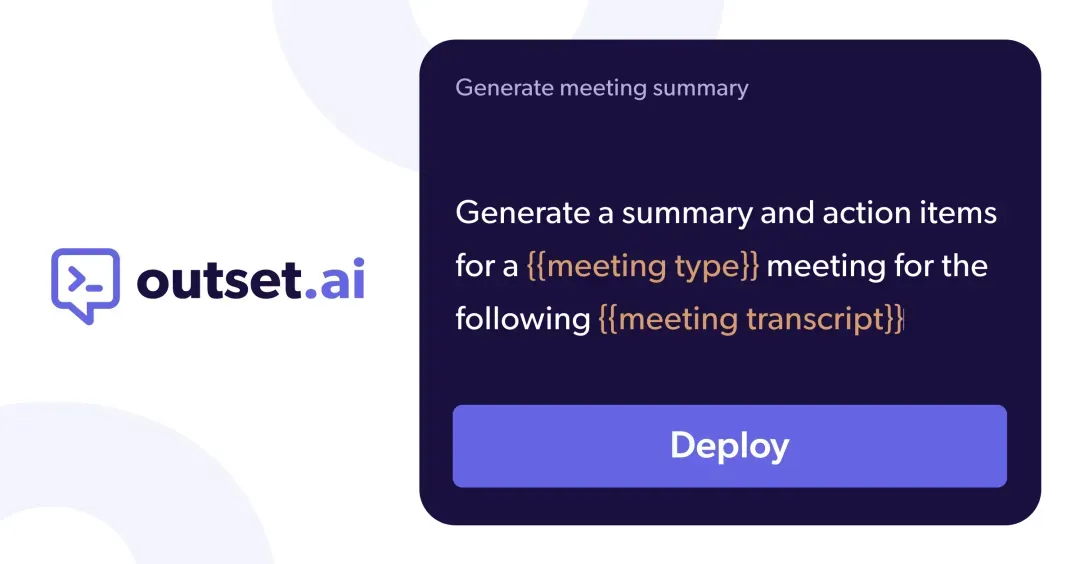 Generate meeting summary
outset.ai
Generate a summary and action items
for a {{meeting type}} meeting for the
following {{meeting transcript}}
Deploy